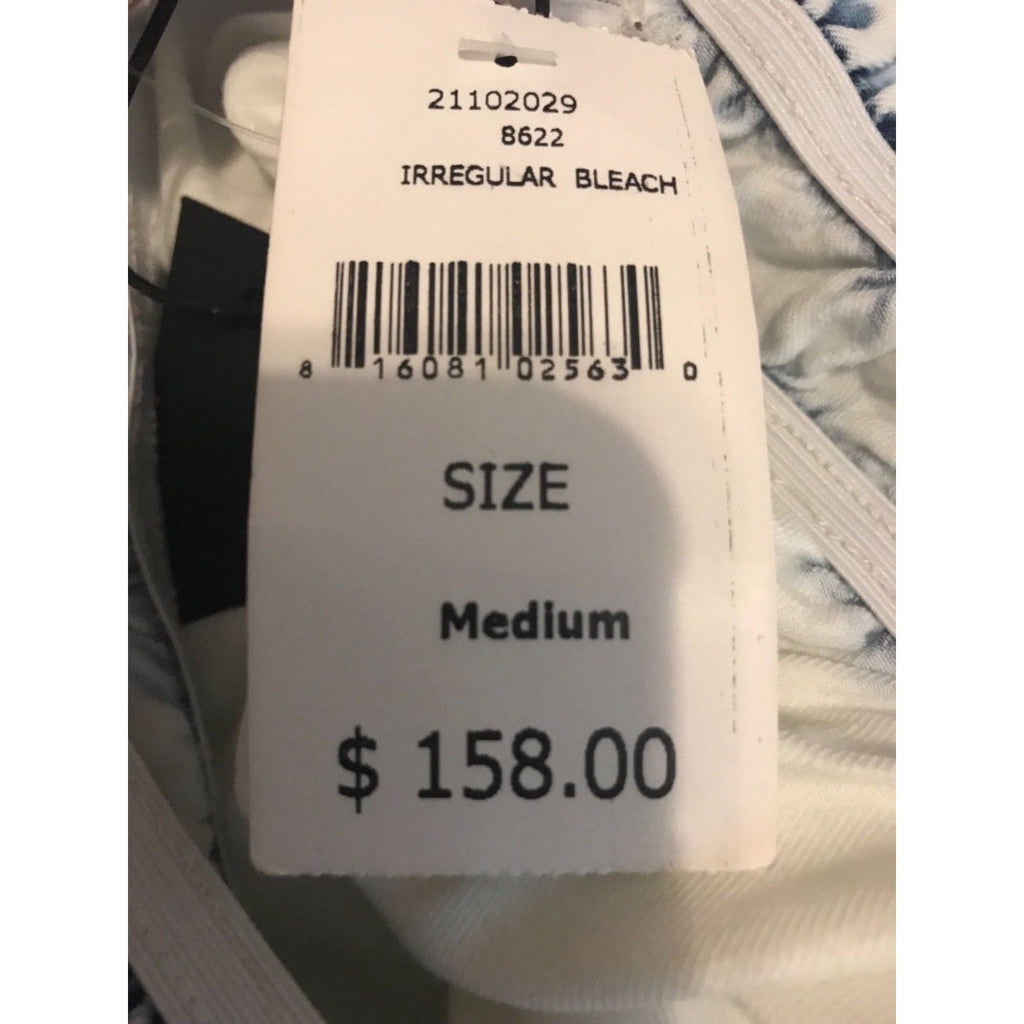 21102029
8622
IRREGULAR BLEACH
8 16081 02563 0
SIZE
Medium
$ 158.00